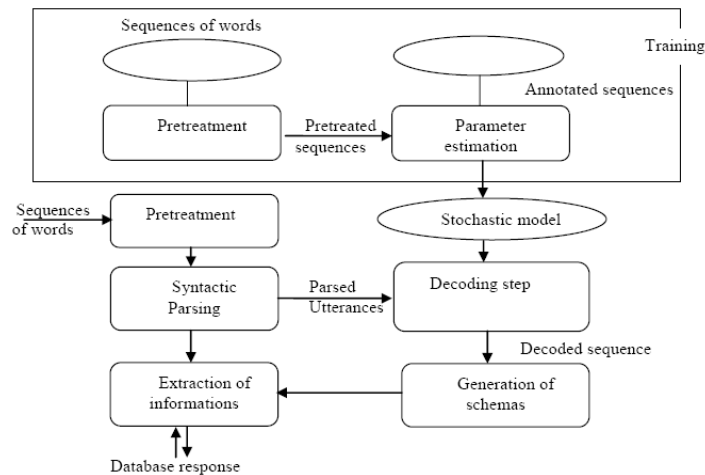 Sequences of words
Training
Annotated sequences
Pretreatment
Pretreated
sequences
Parameter
estimation
Sequences
of words
Pretreatment
Stochastic model
Syntactic
Parsing
Parsed
Utterances
Decoding step
Decoded sequence
Extraction of
informations
Generation of
schemas
Database response